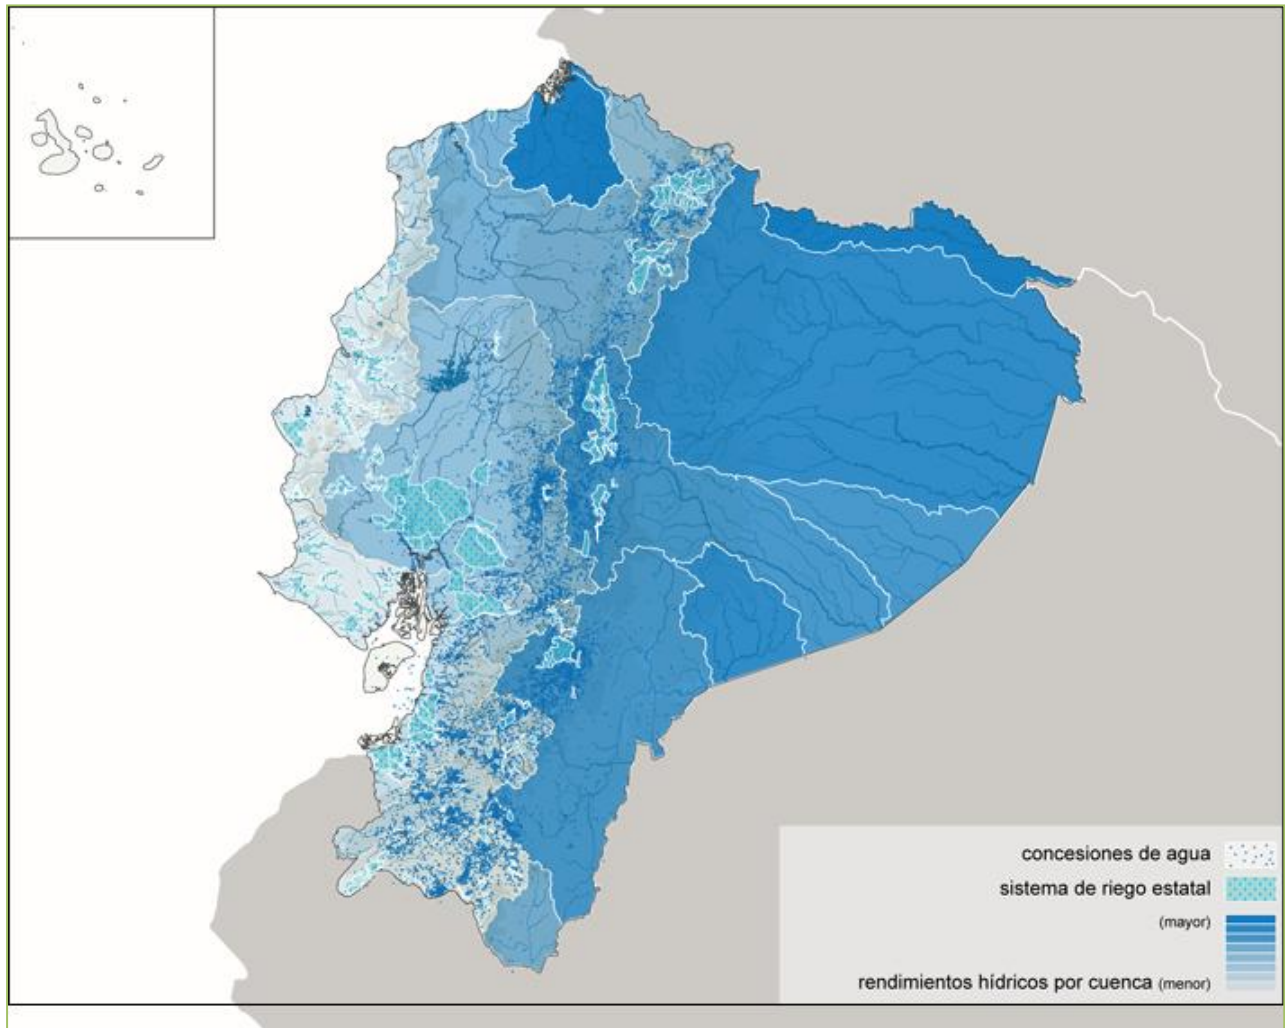 concesiones de agua
sistema de riego estatal
(mayor)
rendimientos hídricos por cuenca (menor)